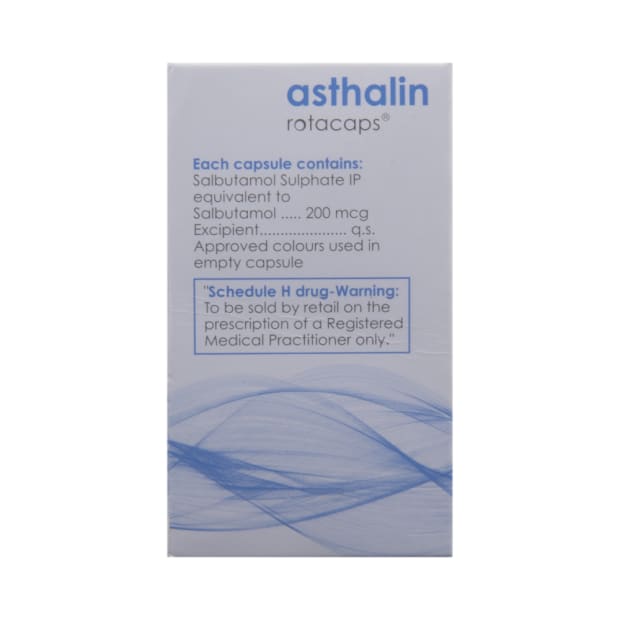 asthalin
rotacaps®
Each capsule contains:
Salbutamol Sulphate IP
equivalent to
Salbutamol ..... 200 mcg
Excipient..................... q.s.
Approved colours used in
empty capsule
"Schedule H drug-Warning:
To be sold by retail on the
prescription of a Registered
Medical Practitioner only."